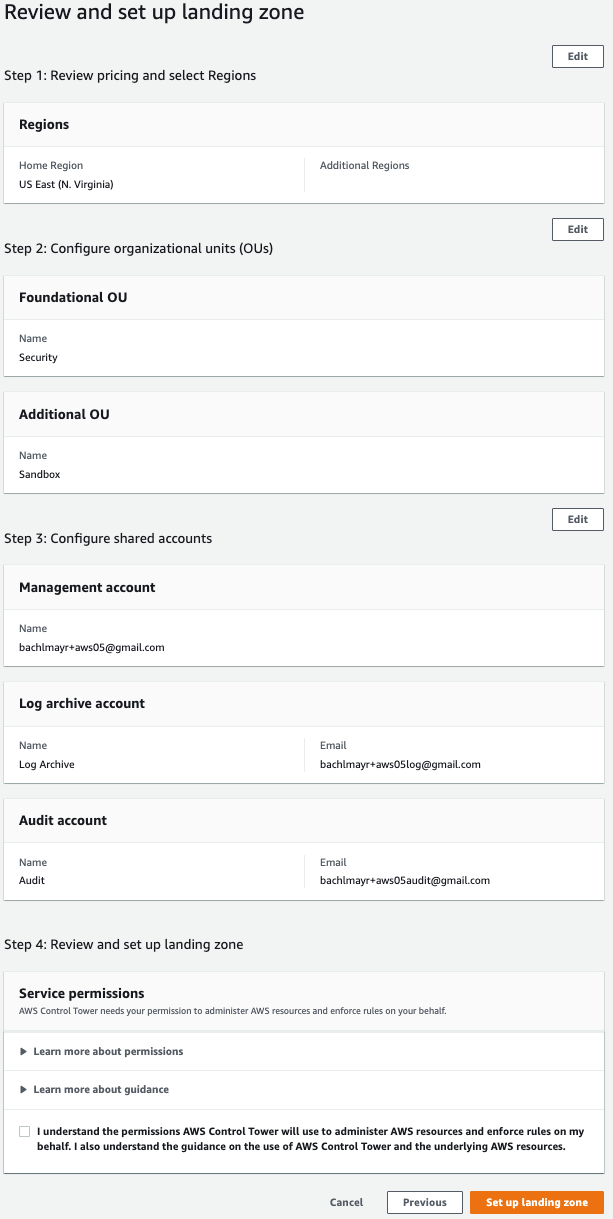 Review and set up landing zone
Edit
Step 1: Review pricing and select Regions
Regions
Home Region
US East (N. Virginia)
Additional Regions
Edit
Step 2: Configure organizational units (OUs)
Foundational OU
Name
Security
Additional OU
Name
Sandbox
Edit
Step 3: Configure shared accounts
Management account
Name
bachlmayr+aws05@gmail.com
Log archive account
Name
Log Archive
Email
bachlmayr+aws05log@gmail.com
Audit account
Name
Audit
Email
bachlmayr+aws05audit@gmail.com
Step 4: Review and set up landing zone
Service permissions
AWS Control Tower needs your permission to administer AWS resources and enforce rules on your behalf.
Learn more about permissions
Learn more about guidance
I understand the permissions AWS Control Tower will use to administer AWS resources and enforce rules on my
behalf. I also understand the guidance on the use of AWS Control Tower and the underlying AWS resources.
Cancel
Previous
Set up landing zone